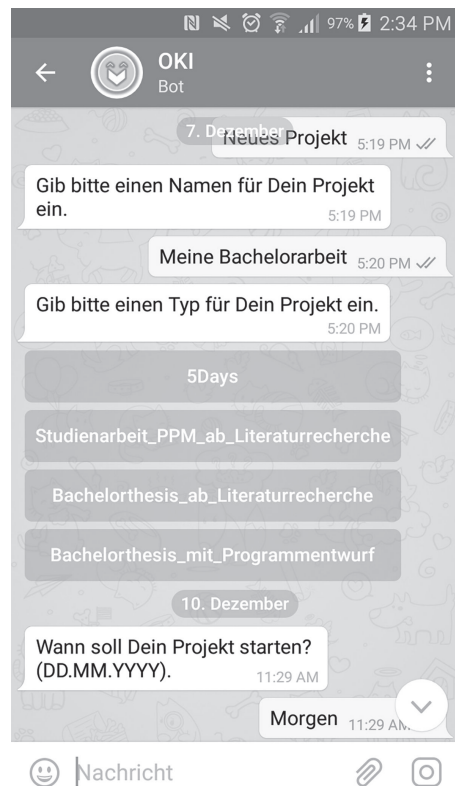 97% 2:34 PM
OKI
Bot
7. Dezember
Neues Projekt 5:19 PM
Gib bitte einen Namen für Dein Projekt
ein.
5:19 PM
Meine Bachelorarbeit 5:20 PM
Gib bitte einen Typ für Dein Projekt ein.
5:20 PM
5Days
Studienarbeit_PPM_ab_Literaturrecherche
Bachelorthesis_ab_Literaturrecherche
Bachelorthesis_mit_Programmentwurf
10. Dezember
Wann soll Dein Projekt starten?
(DD.MM.YYYY).
11:29 AM
Morgen 11:29 AM
Nachricht